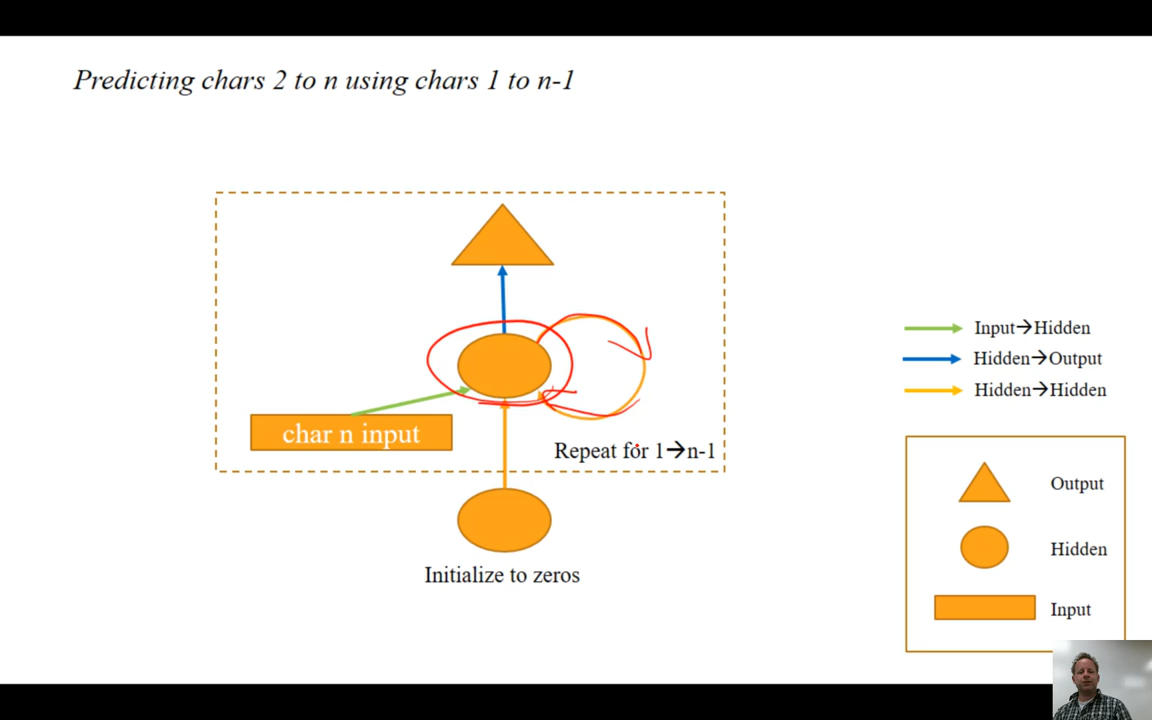 Predicting chars 2 to n using chars 1 to n-1
char n input
Repeat for 1→n-1
Initialize to zeros
Input→Hidden
Hidden→Output
Hidden→Hidden
Output
Hidden
Input